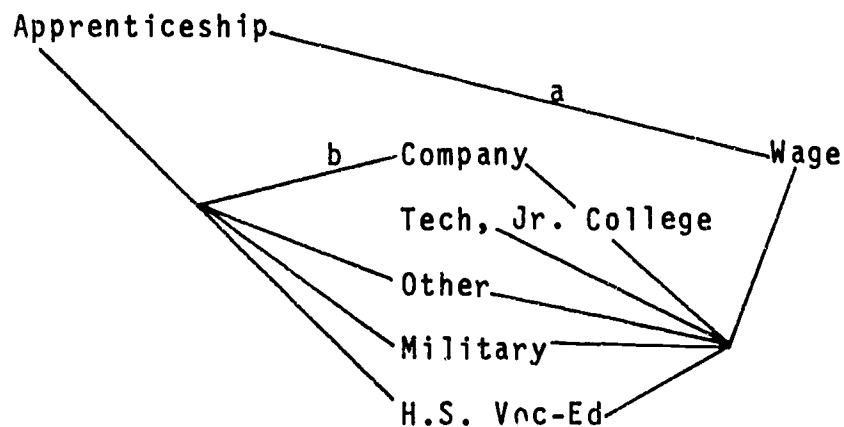 Apprenticeship
a
b Company
Wage
Tech, Jr. College
Other
Military
H.S. Voc-Ed